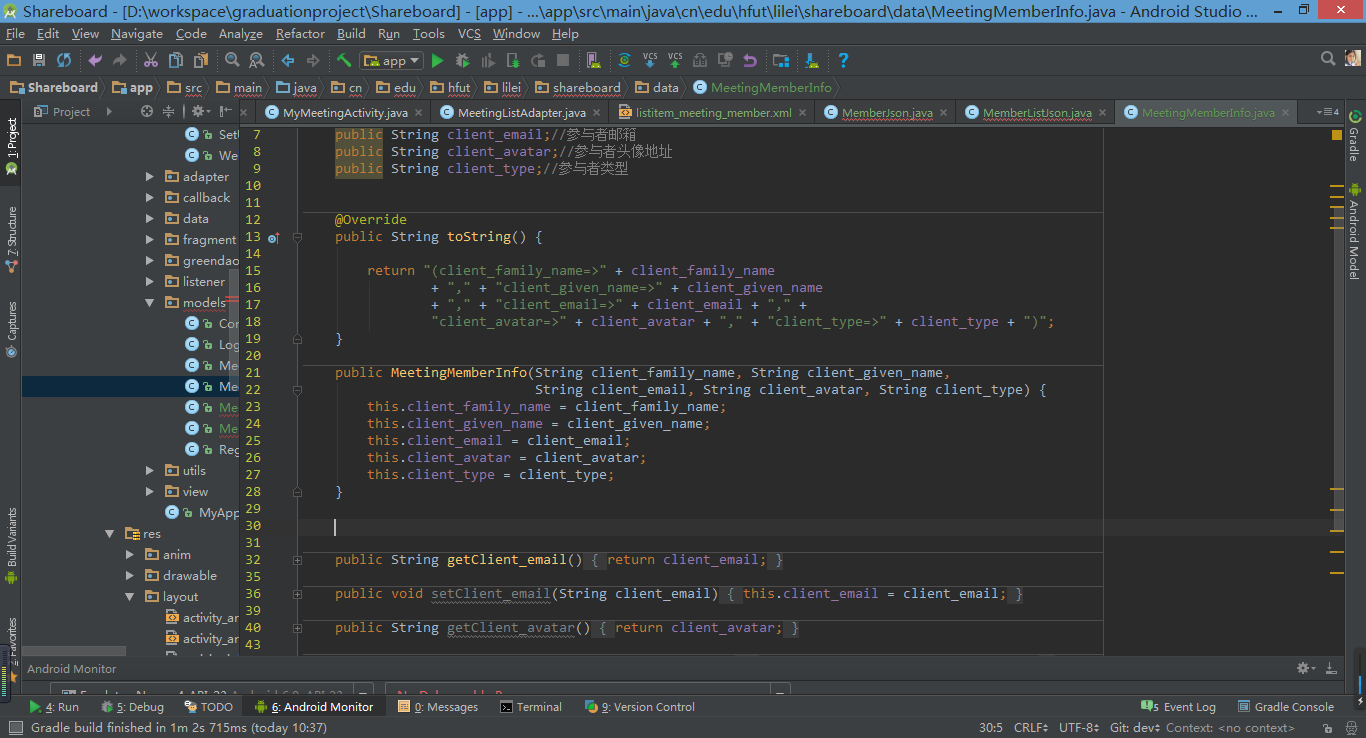 Shareboard - [D:\workspace\graduationproject\Shareboard] - [app] - ...\app\src\main\java\cn\edu\hfut\lilei\shareboard\data\MeetingMemberInfo.java - Android Studio ...
File Edit View Navigate Code Analyze Refactor Build Run Tools VCS Window Help
app
Shareboard app src main java cn edu hfut lilei shareboard data MeetingMemberInfo
Project MyMeetingActivity.java MeetingListAdapter.java listitem_meeting_member.xml MemberJson.java MemberListJson.java MeetingMemberInfo.java
1: Project
7: Structure
Captures
Build Variants
2: Favorites
Set
We
adapter
callback
data
fragment
greendao
listener
models
Cor
Log
Me
Me
Me
Me
Reg
utils
view
MyApp
res
anim
drawable
layout
activity_ar
activity_ar
7 public String client_email;//参与者邮箱
8 public String client_avatar;//参与者头像地址
9 public String client_type;//参与者类型
10
11
12 @Override
13 public String toString() {
14
15 return "(client_family_name=>" + client_family_name
16 + "," + "client_given_name=>" + client_given_name
17 + "," + "client_email=>" + client_email + "," +
18 "client_avatar=>" + client_avatar + "," + "client_type=>" + client_type + ")";
19 }
20
21 public MeetingMemberInfo(String client_family_name, String client_given_name,
22 String client_email, String client_avatar, String client_type) {
23 this.client_family_name = client_family_name;
24 this.client_given_name = client_given_name;
25 this.client_email = client_email;
26 this.client_avatar = client_avatar;
27 this.client_type = client_type;
28 }
29
30
31
32 public String getClient_email() { return client_email; }
35
36 public void setClient_email(String client_email) { this.client_email = client_email; }
39
40 public String getClient_avatar() { return client_avatar; }
43
Gradle
Android Model
Android Monitor
4: Run 5: Debug TODO 6: Android Monitor 0: Messages Terminal 9: Version Control 5 Event Log Gradle Console
Gradle build finished in 1m 2s 715ms (today 10:37) 30:5 CRLF UTF-8 Git: dev Context: <no context>